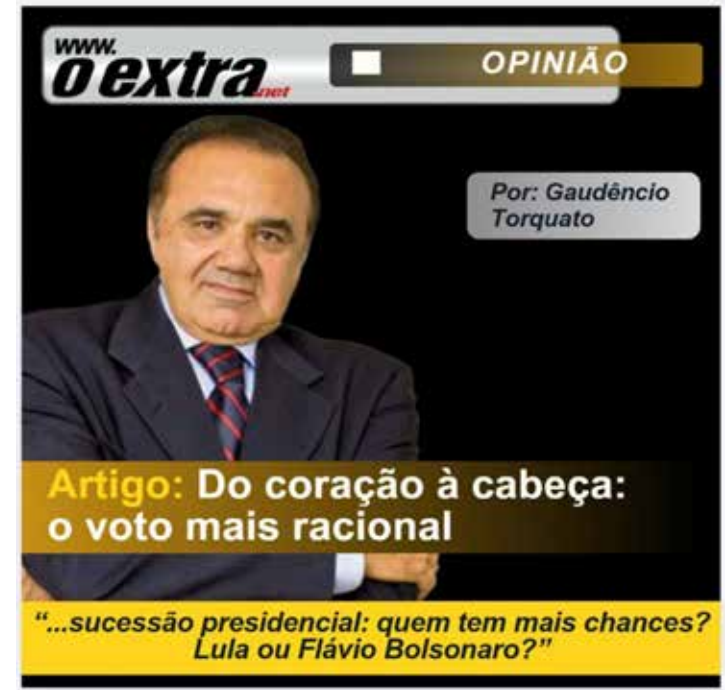 www.
o extra.net
OPINIÃO
Por: Gaudêncio
Torquato
Artigo: Do coração à cabeça:
o voto mais racional
“...sucessão presidencial: quem tem mais chances?
Lula ou Flávio Bolsonaro?”